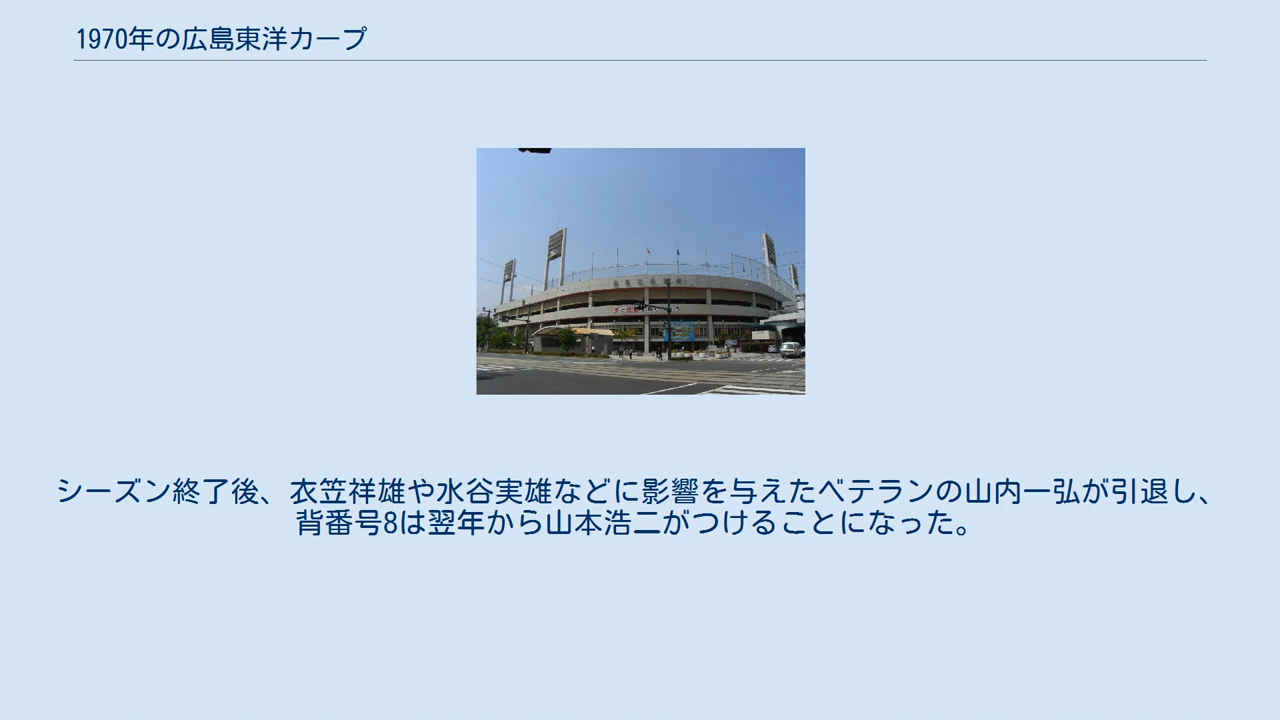 1970年の広島東洋カープ
シーズン終了後、衣笠祥雄や水谷実雄などに影響を与えたベテランの山内一弘が引退し、
背番号8は翌年から山本浩二がつけることになった。